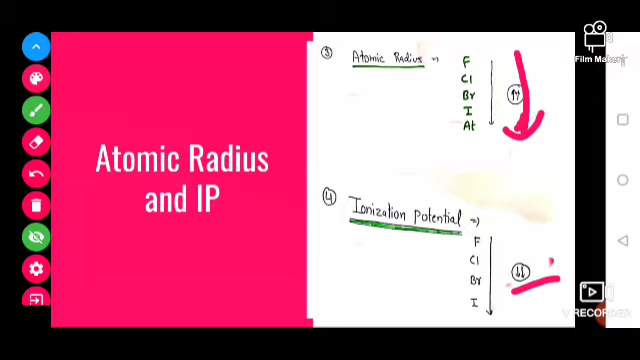 Film Maker
③ Atomic Radius ⇒
F
Cl
Br
I
At
↑↑
Atomic Radius
and IP
④ Ionization Potential ⇒
F
Cl
Br
I
↓↓
V RECORDER